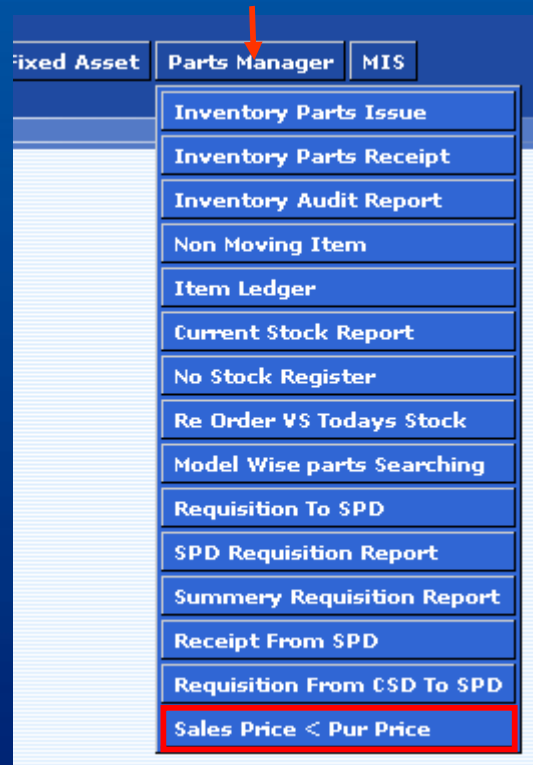 Fixed Asset Parts Manager MIS
Inventory Parts Issue
Inventory Parts Receipt
Inventory Audit Report
Non Moving Item
Item Ledger
Current Stock Report
No Stock Register
Re Order VS Todays Stock
Model Wise parts Searching
Requisition To SPD
SPD Requisition Report
Summery Requisition Report
Receipt From SPD
Requisition From CSD To SPD
Sales Price < Pur Price